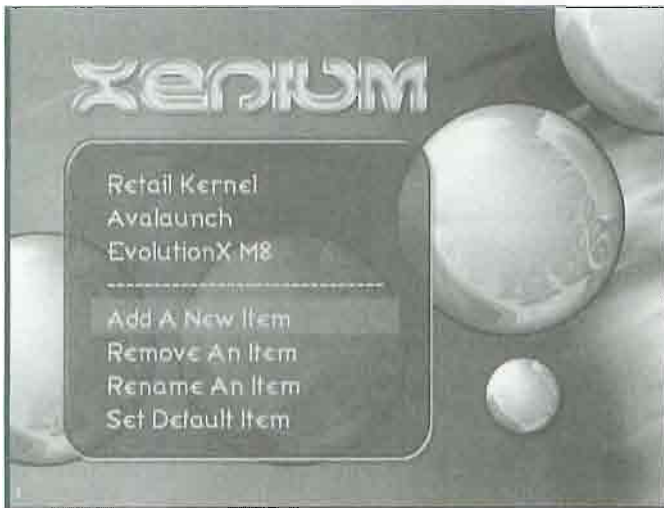 XENIUM
Retail Kernel
Avalaunch
EvolutionX M8
--------------------------------
Add A New Item
Remove An Item
Rename An Item
Set Default Item